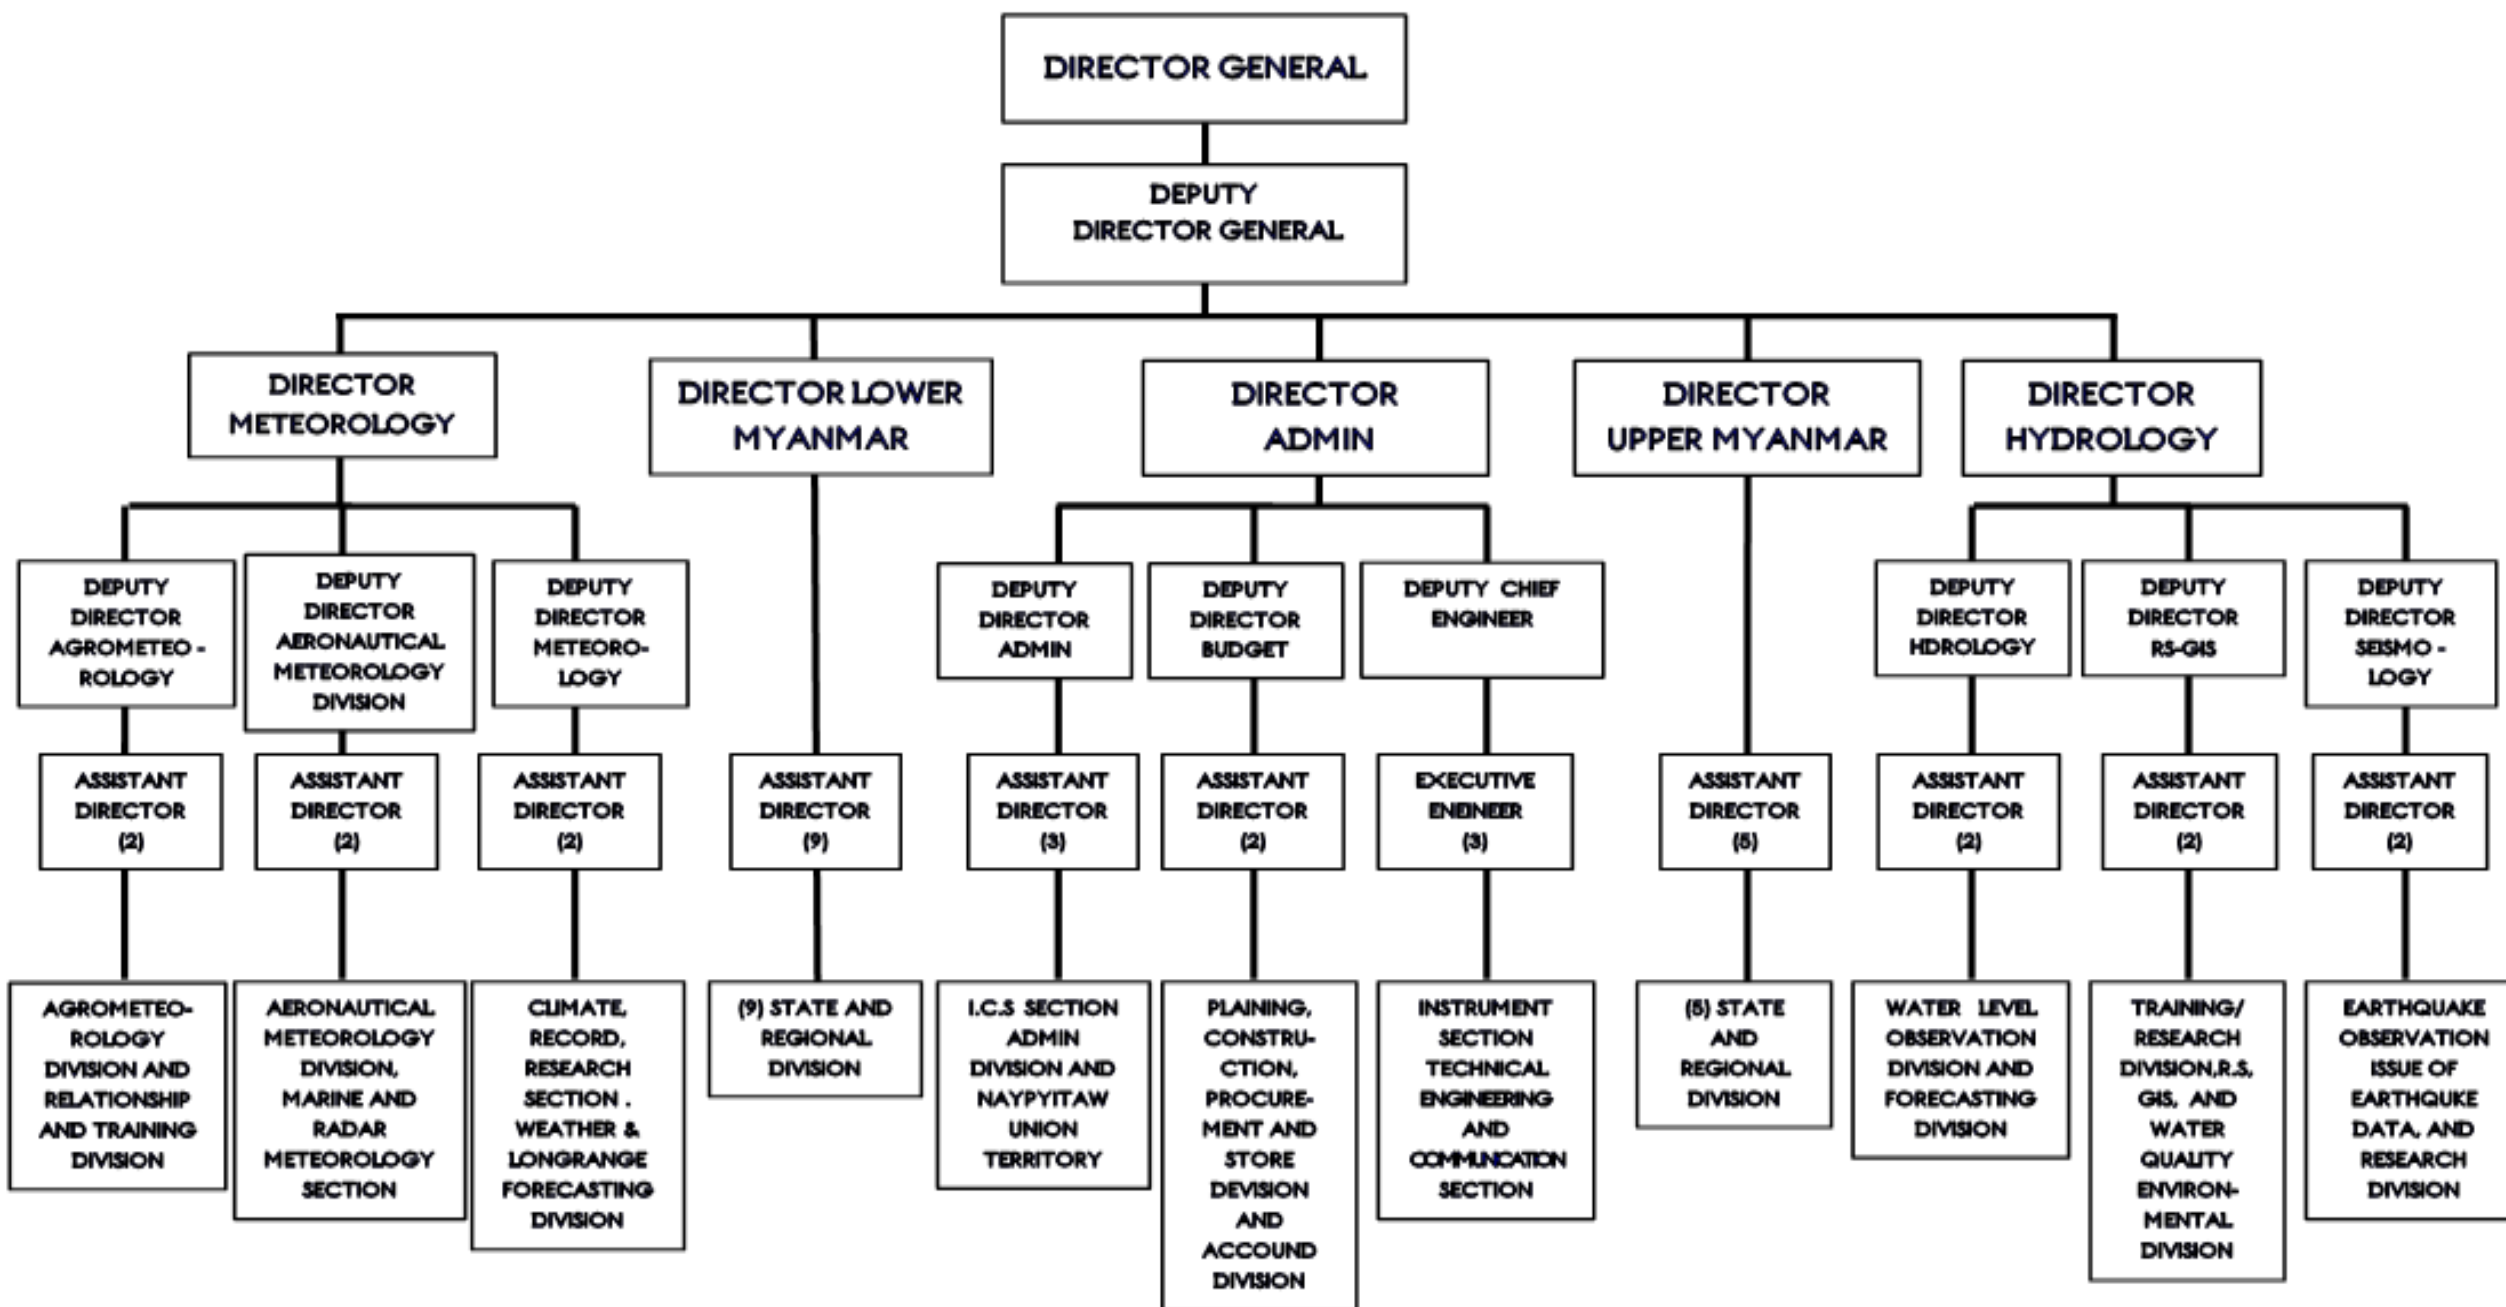 DIRECTOR GENERAL
DEPUTY
DIRECTOR GENERAL
DIRECTOR
METEOROLOGY
DIRECTOR LOWER
MYANMAR
DIRECTOR
ADMIN
DIRECTOR
UPPER MYANMAR
DIRECTOR
HYDROLOGY
DEPUTY
DIRECTOR
AGROMETEO -
ROLOGY
DEPUTY
DIRECTOR
AERONAUTICAL
METEOROLOGY
DIVISION
DEPUTY
DIRECTOR
METEORO-
LOGY
DEPUTY
DIRECTOR
ADMIN
DEPUTY
DIRECTOR
BUDGET
DEPUTY CHIEF
ENGINEER
DEPUTY
DIRECTOR
HDROLOGY
DEPUTY
DIRECTOR
RS-GIS
DEPUTY
DIRECTOR
SEISMO -
LOGY
ASSISTANT
DIRECTOR
(2)
ASSISTANT
DIRECTOR
(2)
ASSISTANT
DIRECTOR
(2)
ASSISTANT
DIRECTOR
(9)
ASSISTANT
DIRECTOR
(3)
ASSISTANT
DIRECTOR
(2)
EXECUTIVE
ENEINEER
(3)
ASSISTANT
DIRECTOR
(5)
ASSISTANT
DIRECTOR
(2)
ASSISTANT
DIRECTOR
(2)
ASSISTANT
DIRECTOR
(2)
AGROMETEO-
ROLOGY
DIVISION AND
RELATIONSHIP
AND TRAINING
DIVISION
AERONAUTICAL
METEOROLOGY
DIVISION,
MARINE AND
RADAR
METEOROLOGY
SECTION
CLIMATE,
RECORD,
RESEARCH
SECTION .
WEATHER &
LONGRANGE
FORECASTING
DIVISION
(9) STATE AND
REGIONAL
DIVISION
I.C.S SECTION
ADMIN
DIVISION AND
NAYPYITAW
UNION
TERRITORY
PLAINING,
CONSTRU-
CTION,
PROCURE-
MENT AND
STORE
DEVISION
AND
ACCOUND
DIVISION
INSTRUMENT
SECTION
TECHNICAL
ENGINEERING
AND
COMMUNCATION
SECTION
(5) STATE
AND
REGIONAL
DIVISION
WATER LEVEL
OBSERVATION
DIVISION AND
FORECASTING
DIVISION
TRAINING/
RESEARCH
DIVISION,R.S,
GIS, AND
WATER
QUALITY
ENVIRON-
MENTAL
DIVISION
EARTHQUAKE
OBSERVATION
ISSUE OF
EARTHQUKE
DATA, AND
RESEARCH
DIVISION